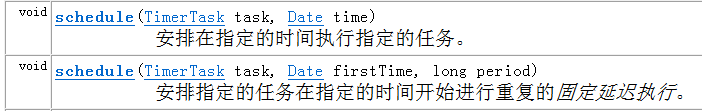 void schedule(TimerTask task, Date time)
安排在指定的时间执行指定的任务。
void schedule(TimerTask task, Date firstTime, long period)
安排指定的任务在指定的时间开始进行重复的固定延迟执行。